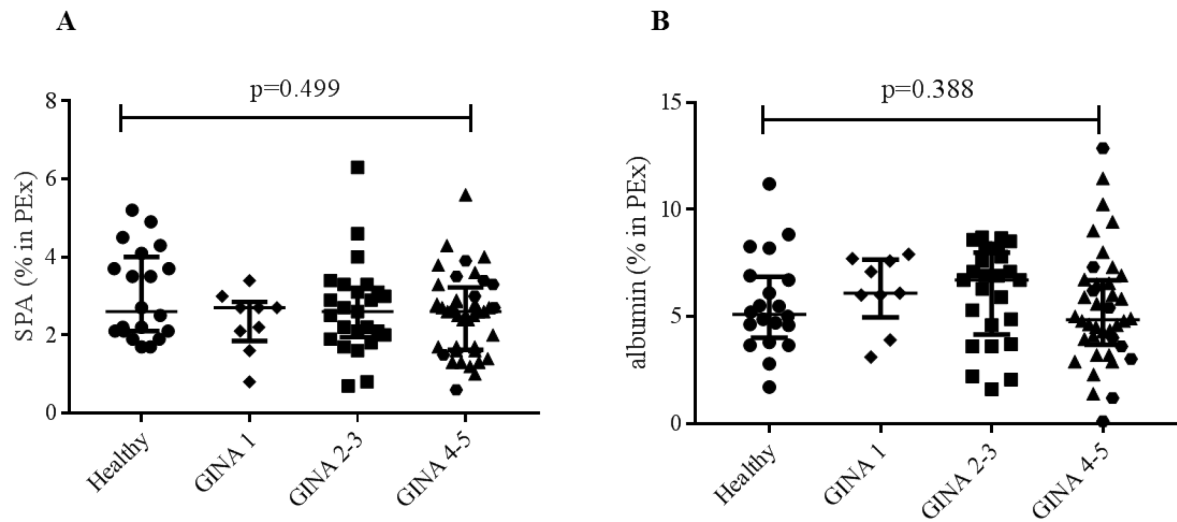 A
p=0.499
SPA (% in PEx)
8
6
4
2
0
Healthy
GINA 1
GINA 2-3
GINA 4-5
B
p=0.388
albumin (% in PEx)
15
10
5
0
Healthy
GINA 1
GINA 2-3
GINA 4-5